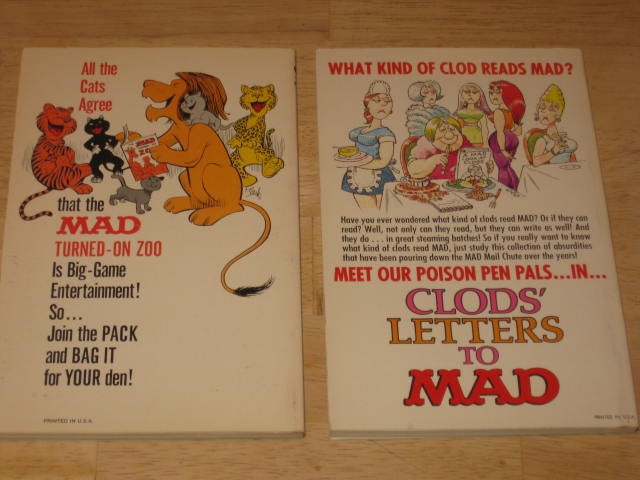 All the
Cats
Agree
MAD
that the
MAD
TURNED-ON ZOO
Is Big-Game
Entertainment!
So...
Join the PACK
and BAG IT
for YOUR den!
PRINTED IN U.S.A.
WHAT KIND OF CLOD READS MAD?
Have you ever wondered what kind of clods read MAD? Or if they can
read? Well, not only can they read, but they can write as well! And
they do . . . in great steaming batches! So if you really want to know
what kind of clods read MAD, just study this collection of absurdities
that have been pouring down the MAD Mail Chute over the years!
MEET OUR POISON PEN PALS...IN...
CLODS'
LETTERS
TO
MAD
PRINTED IN U.S.A.